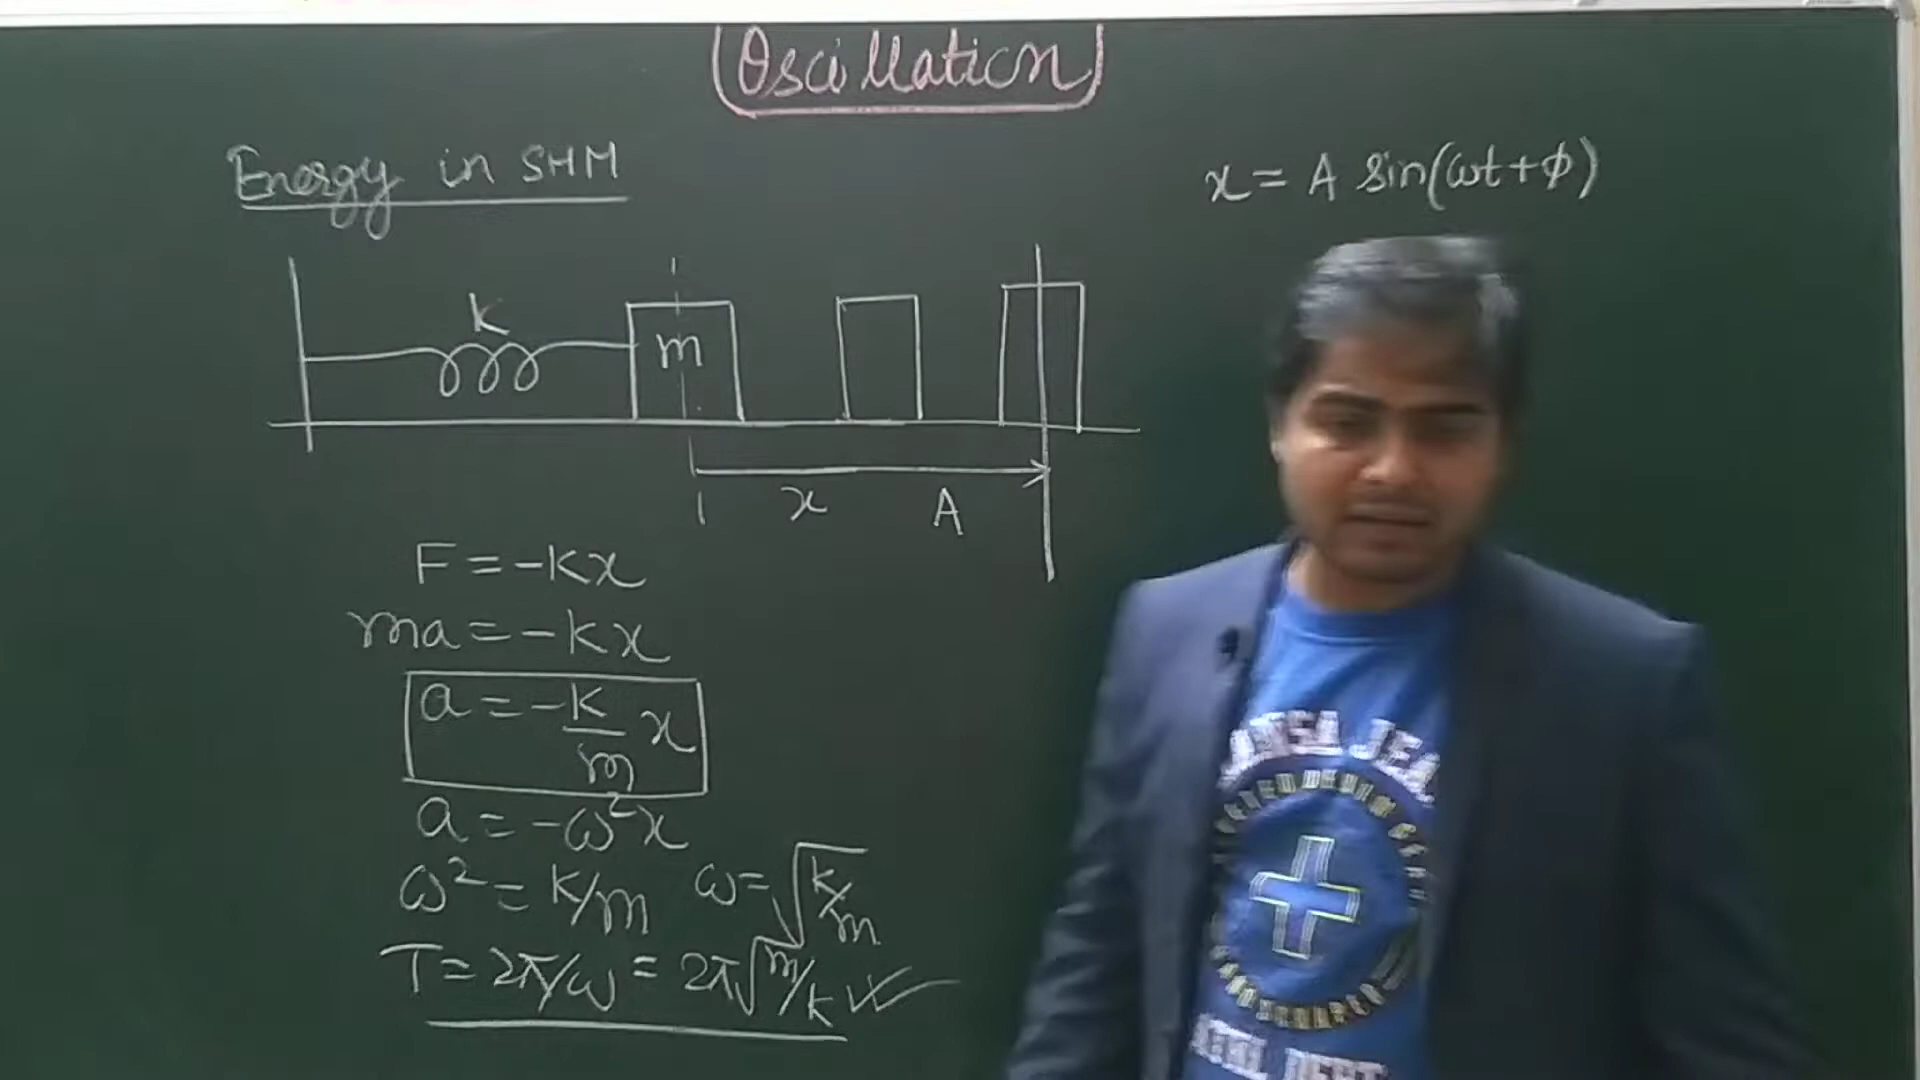 Oscillation
Energy in SHM
x = A sin(ωt + φ)
k
m
x A
F = -kx
ma = -kx
a = -k/m x
a = -ω²x
ω² = k/m ω = √k/m
T = 2π/ω = 2π√m/k